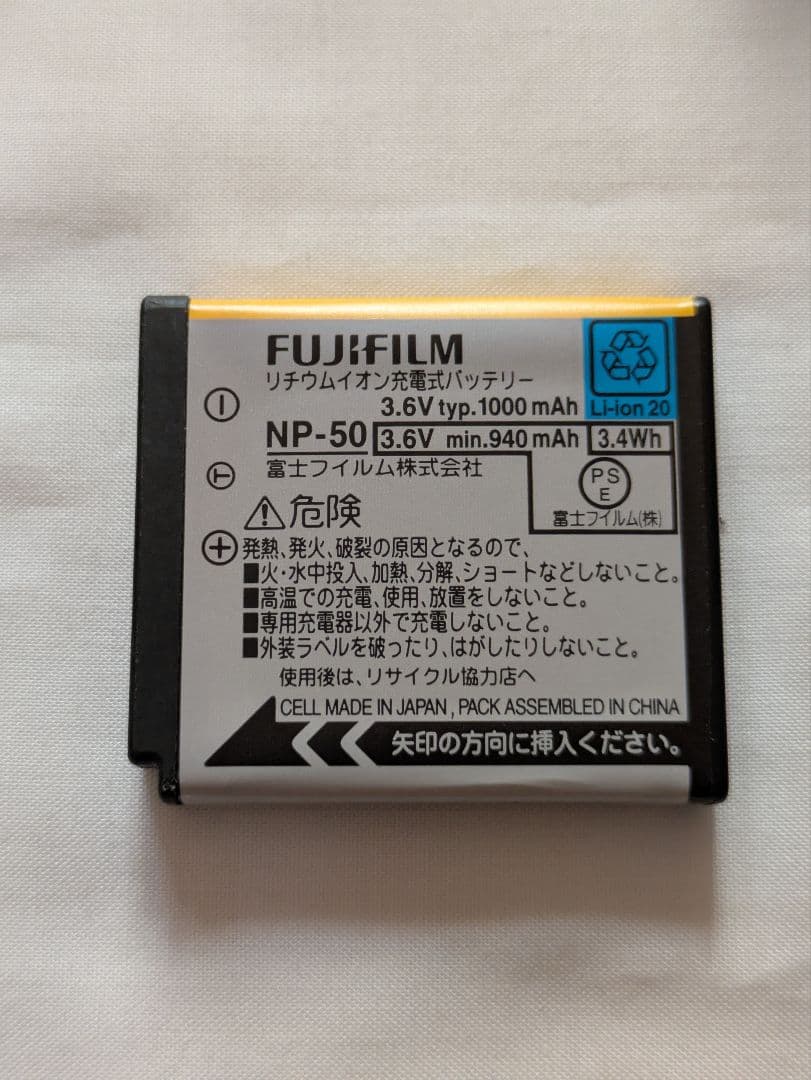 FUJIFILM
リチウムイオン充電式バッテリー
3.6V typ.1000 mAh
Li-ion 20
NP-50 3.6V min.940 mAh 3.4Wh
富士フイルム株式会社
PS
E
富士フイルム(株)
危険
発熱、発火、破裂の原因となるので、
■火・水中投入、加熱、分解、ショートなどしないこと。
■高温での充電、使用、放置をしないこと。
■専用充電器以外で充電しないこと。
■外装ラベルを破ったり、はがしたりしないこと。
使用後は、リサイクル協力店へ
CELL MADE IN JAPAN , PACK ASSEMBLED IN CHINA
矢印の方向に挿入ください。